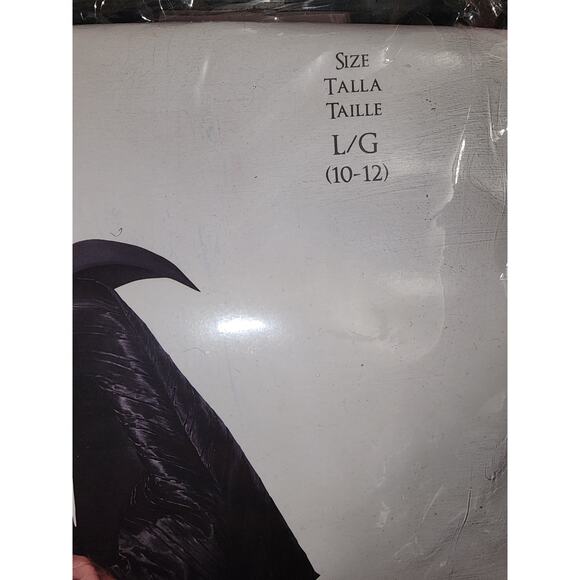 SIZE
TALLA
TAILLE
L/G
(10-12)